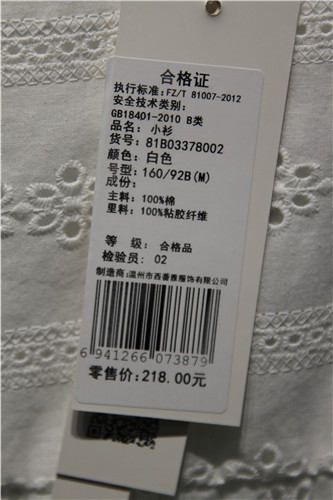 合格证
执行标准:FZ/T 81007-2012
安全技术类别:
GB18401-2010 B类
品名: 小衫
货号:81B03378002
颜色:白色
号型:160/92B(M)
成份:
主料: 100%棉
里料: 100%粘胶纤维
等 级: 合格品
检验员: 02
制造商:温州市西蕾雅服饰有限公司
6 941266 073879
零售价:218.00元